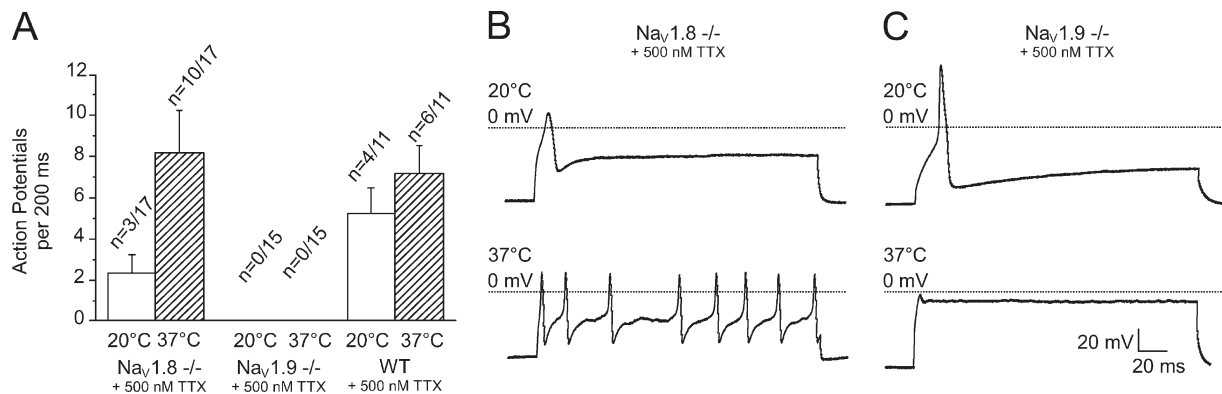 A
Action Potentials
per 200 ms
12
10
8
6
4
2
0
n=3/17
n=10/17
n=0/15
n=0/15
n=4/11
n=6/11
20°C 37°C
20°C 37°C
20°C 37°C
NaV1.8 -/-
+ 500 nM TTX
NaV1.9 -/-
+ 500 nM TTX
WT
+ 500 nM TTX
B
NaV1.8 -/-
+ 500 nM TTX
20°C
0 mV
37°C
0 mV
C
NaV1.9 -/-
+ 500 nM TTX
20°C
0 mV
37°C
0 mV
20 mV
20 ms